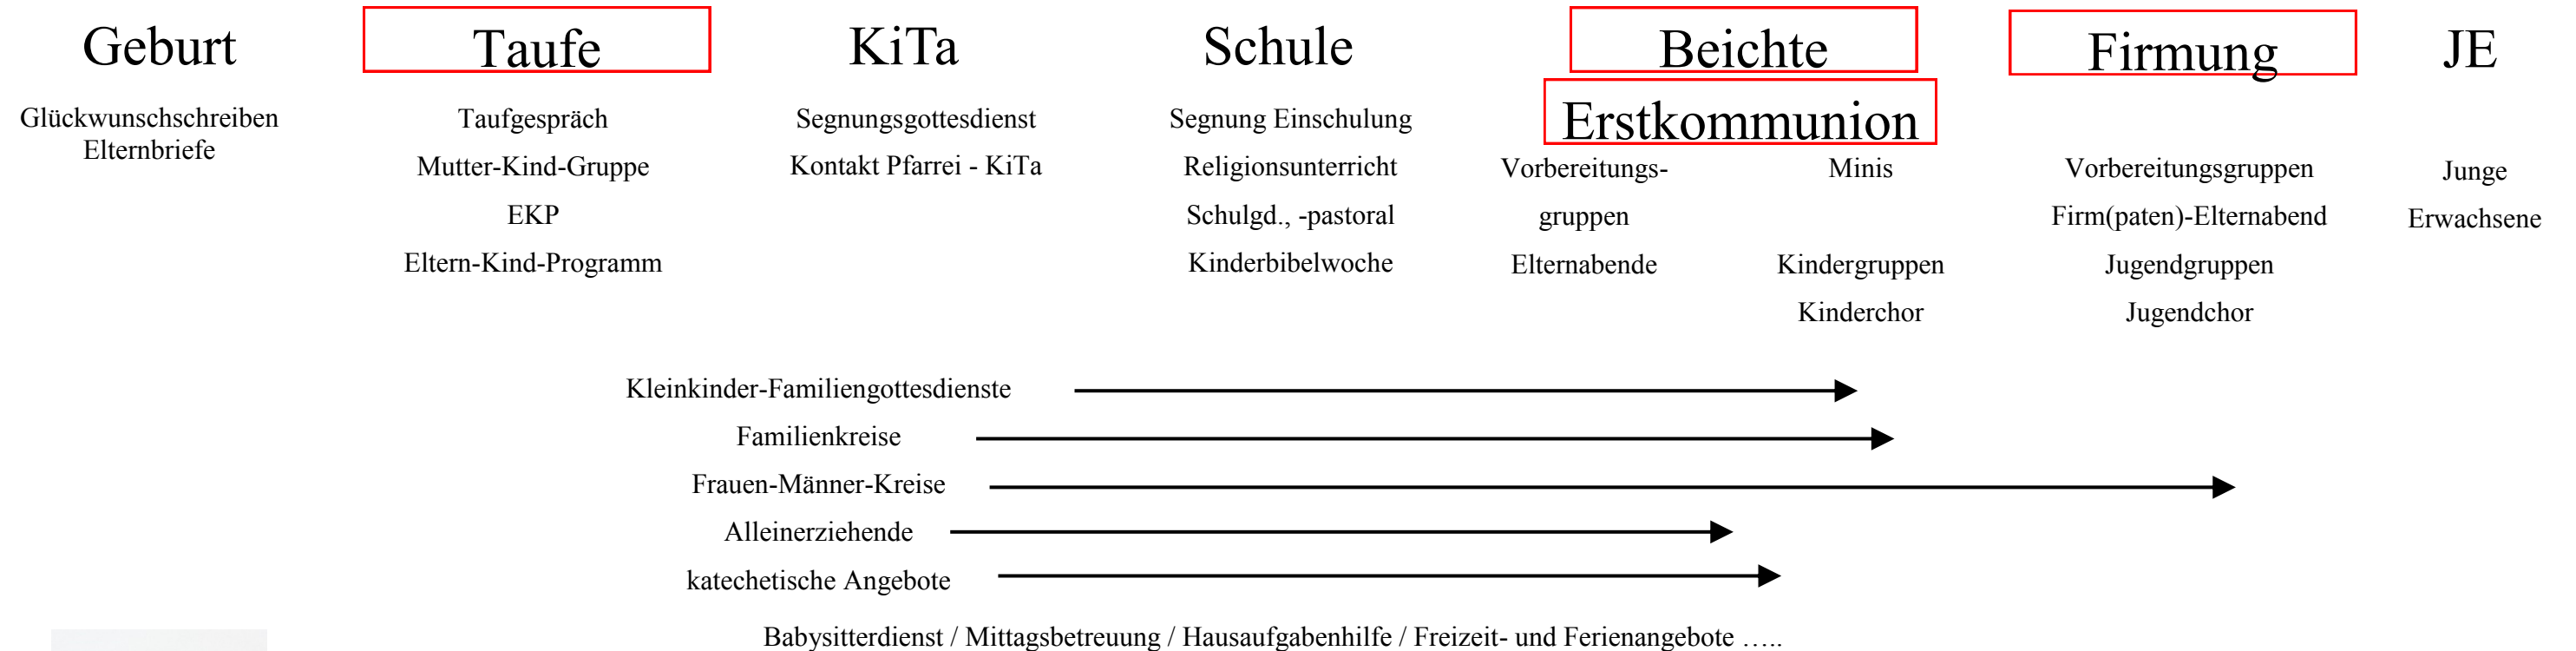 Geburt
Glückwunschschreiben
Elternbriefe
Taufe
Taufgespräch
Mutter-Kind-Gruppe
EKP
Eltern-Kind-Programm
KiTa
Segnungsgottesdienst
Kontakt Pfarrei - KiTa
Schule
Segnung Einschulung
Religionsunterricht
Schulgd., -pastoral
Kinderbibelwoche
Beichte
Erstkommunion
Vorbereitungs-
gruppen
Elternabende
Minis
Kindergruppen
Kinderchor
Firmung
Vorbereitungsgruppen
Firm(paten)-Elternabend
Jugendgruppen
Jugendchor
JE
Junge
Erwachsene
Kleinkinder-Familiengottesdienste
Familienkreise
Frauen-Männer-Kreise
Alleinerziehende
katechetische Angebote
Babysitterdienst / Mittagsbetreuung / Hausaufgabenhilfe / Freizeit- und Ferienangebote …..